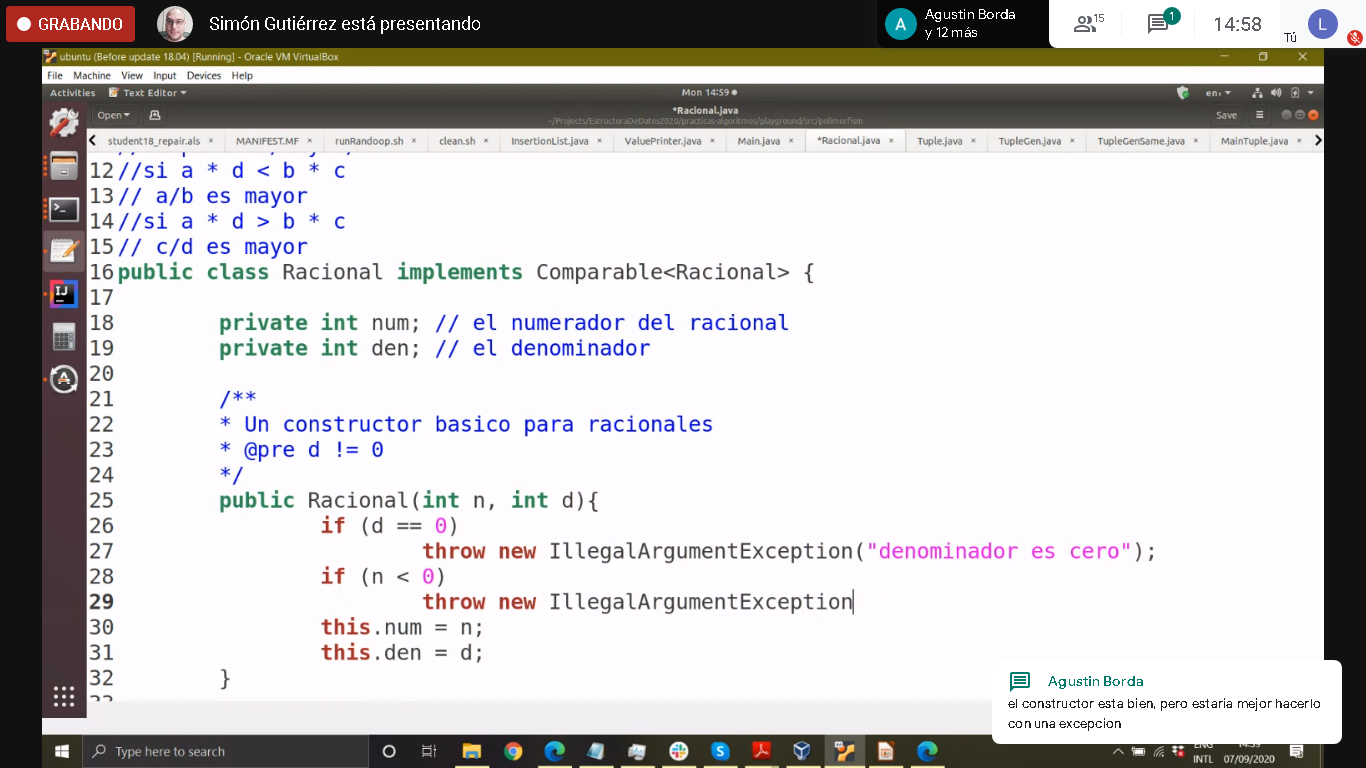 GRABANDO
Simón Gutiérrez está presentando
A
Agustin Borda
y 12 más
15
1
14:58
Tú
L
ubuntu (Before update 18.04) [Running] - Oracle VM VirtualBox
File Machine View Input Devices Help
Activities Text Editor Mon 14:59 en₁
Open *Racional.java Save
~/Projects/EstructuraDeDatos2020/practicas-algoritmos/playground/src/polimorfism
student18_repair.als × MANIFEST.MF × runRandoop.sh × clean.sh × InsertionList.java × ValuePrinter.java × Main.java × *Racional.java × Tuple.java × TupleGen.java × TupleGenSame.java × MainTuple.java ×
12 //si a * d < b * c
13 // a/b es mayor
14 //si a * d > b * c
15 // c/d es mayor
16 public class Racional implements Comparable<Racional> {
17
18 private int num; // el numerador del racional
19 private int den; // el denominador
20
21 /**
22 * Un constructor basico para racionales
23 * @pre d != 0
24 */
25 public Racional(int n, int d){
26 if (d == 0)
27 throw new IllegalArgumentException("denominador es cero");
28 if (n < 0)
29 throw new IllegalArgumentException
30 this.num = n;
31 this.den = d;
32 }
Agustin Borda
el constructor esta bien, pero estaria mejor hacerlo
con una excepcion
Type here to search
ENG
INTL
14:59
07/09/2020